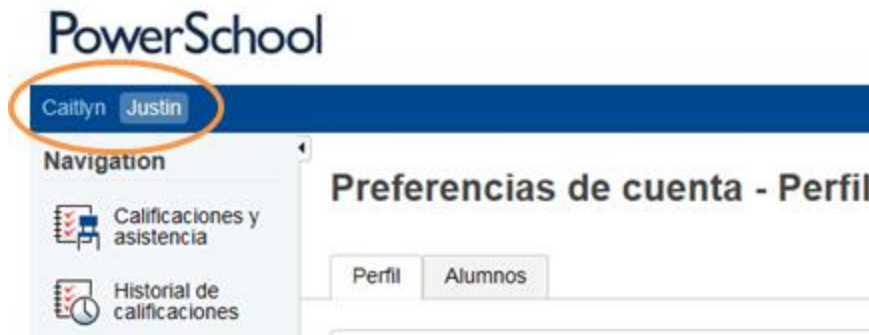 PowerSchool
Caitlyn Justin
Navigation
Calificaciones y
asistencia
Historial de
calificaciones
Preferencias de cuenta - Perfil
Perfil Alumnos